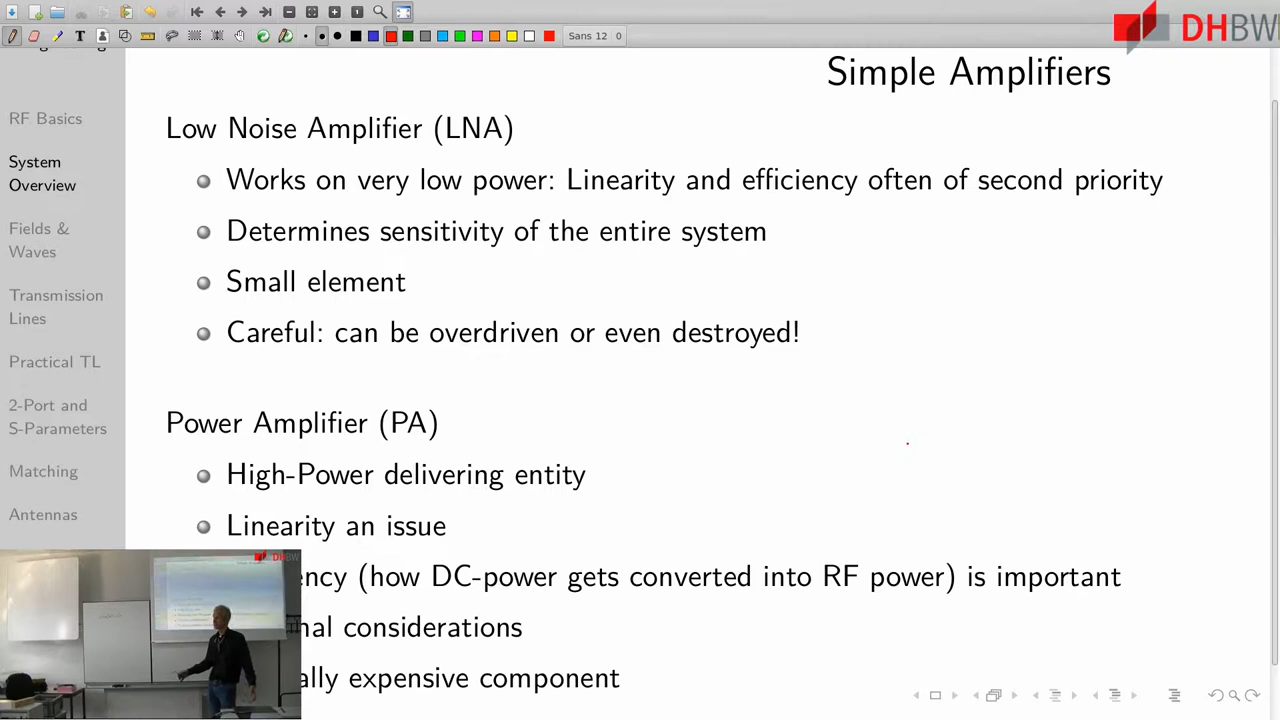 Sans 12 0
DHBW
Simple Amplifiers
RF Basics
System
Overview
Fields &
Waves
Transmission
Lines
Practical TL
2-Port and
S-Parameters
Matching
Antennas
Low Noise Amplifier (LNA)
Works on very low power: Linearity and efficiency often of second priority
Determines sensitivity of the entire system
Small element
Careful: can be overdriven or even destroyed!
Power Amplifier (PA)
High-Power delivering entity
Linearity an issue
ency (how DC-power gets converted into RF power) is important
nal considerations
ally expensive component
DHBW